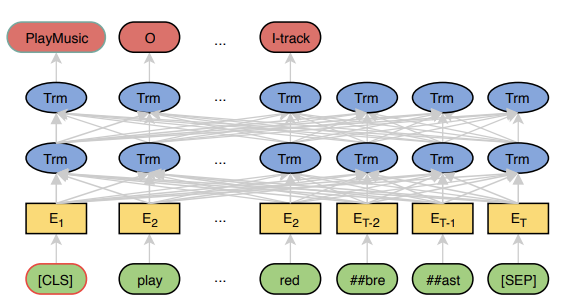 PlayMusic O ... I-track
Trm Trm ... Trm Trm Trm Trm
Trm Trm ... Trm Trm Trm Trm
E1 E2 ... E2 ET-2 ET-1 ET
[CLS] play ... red ##bre ##ast [SEP]